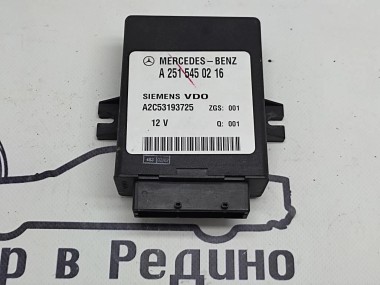 MERCEDES-BENZ
A 251 545 02 16
SIEMENS VDO
A2C53193725 ZGS: 001
12 V Q: 001
р в Редино